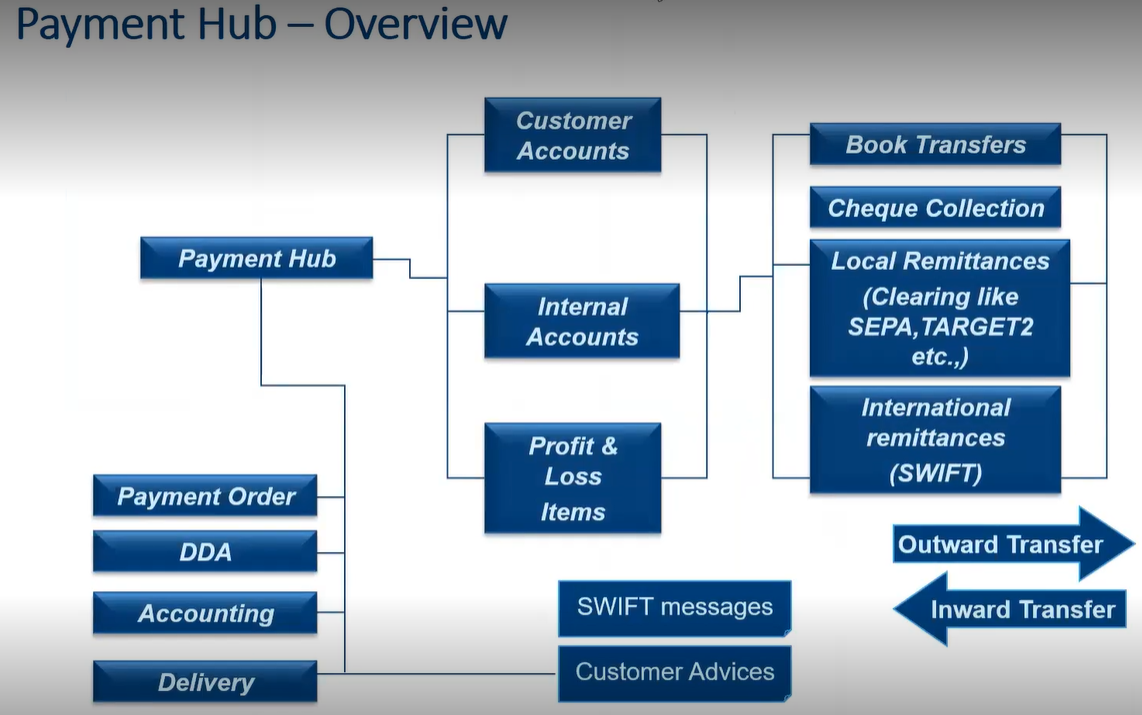 Payment Hub – Overview
Customer
Accounts
Book Transfers
Cheque Collection
Payment Hub
Local Remittances
(Clearing like
SEPA,TARGET2
etc.,)
Internal
Accounts
International
remittances
(SWIFT)
Profit &
Loss
Items
Payment Order
DDA
Accounting
Delivery
SWIFT messages
Customer Advices
Outward Transfer
Inward Transfer